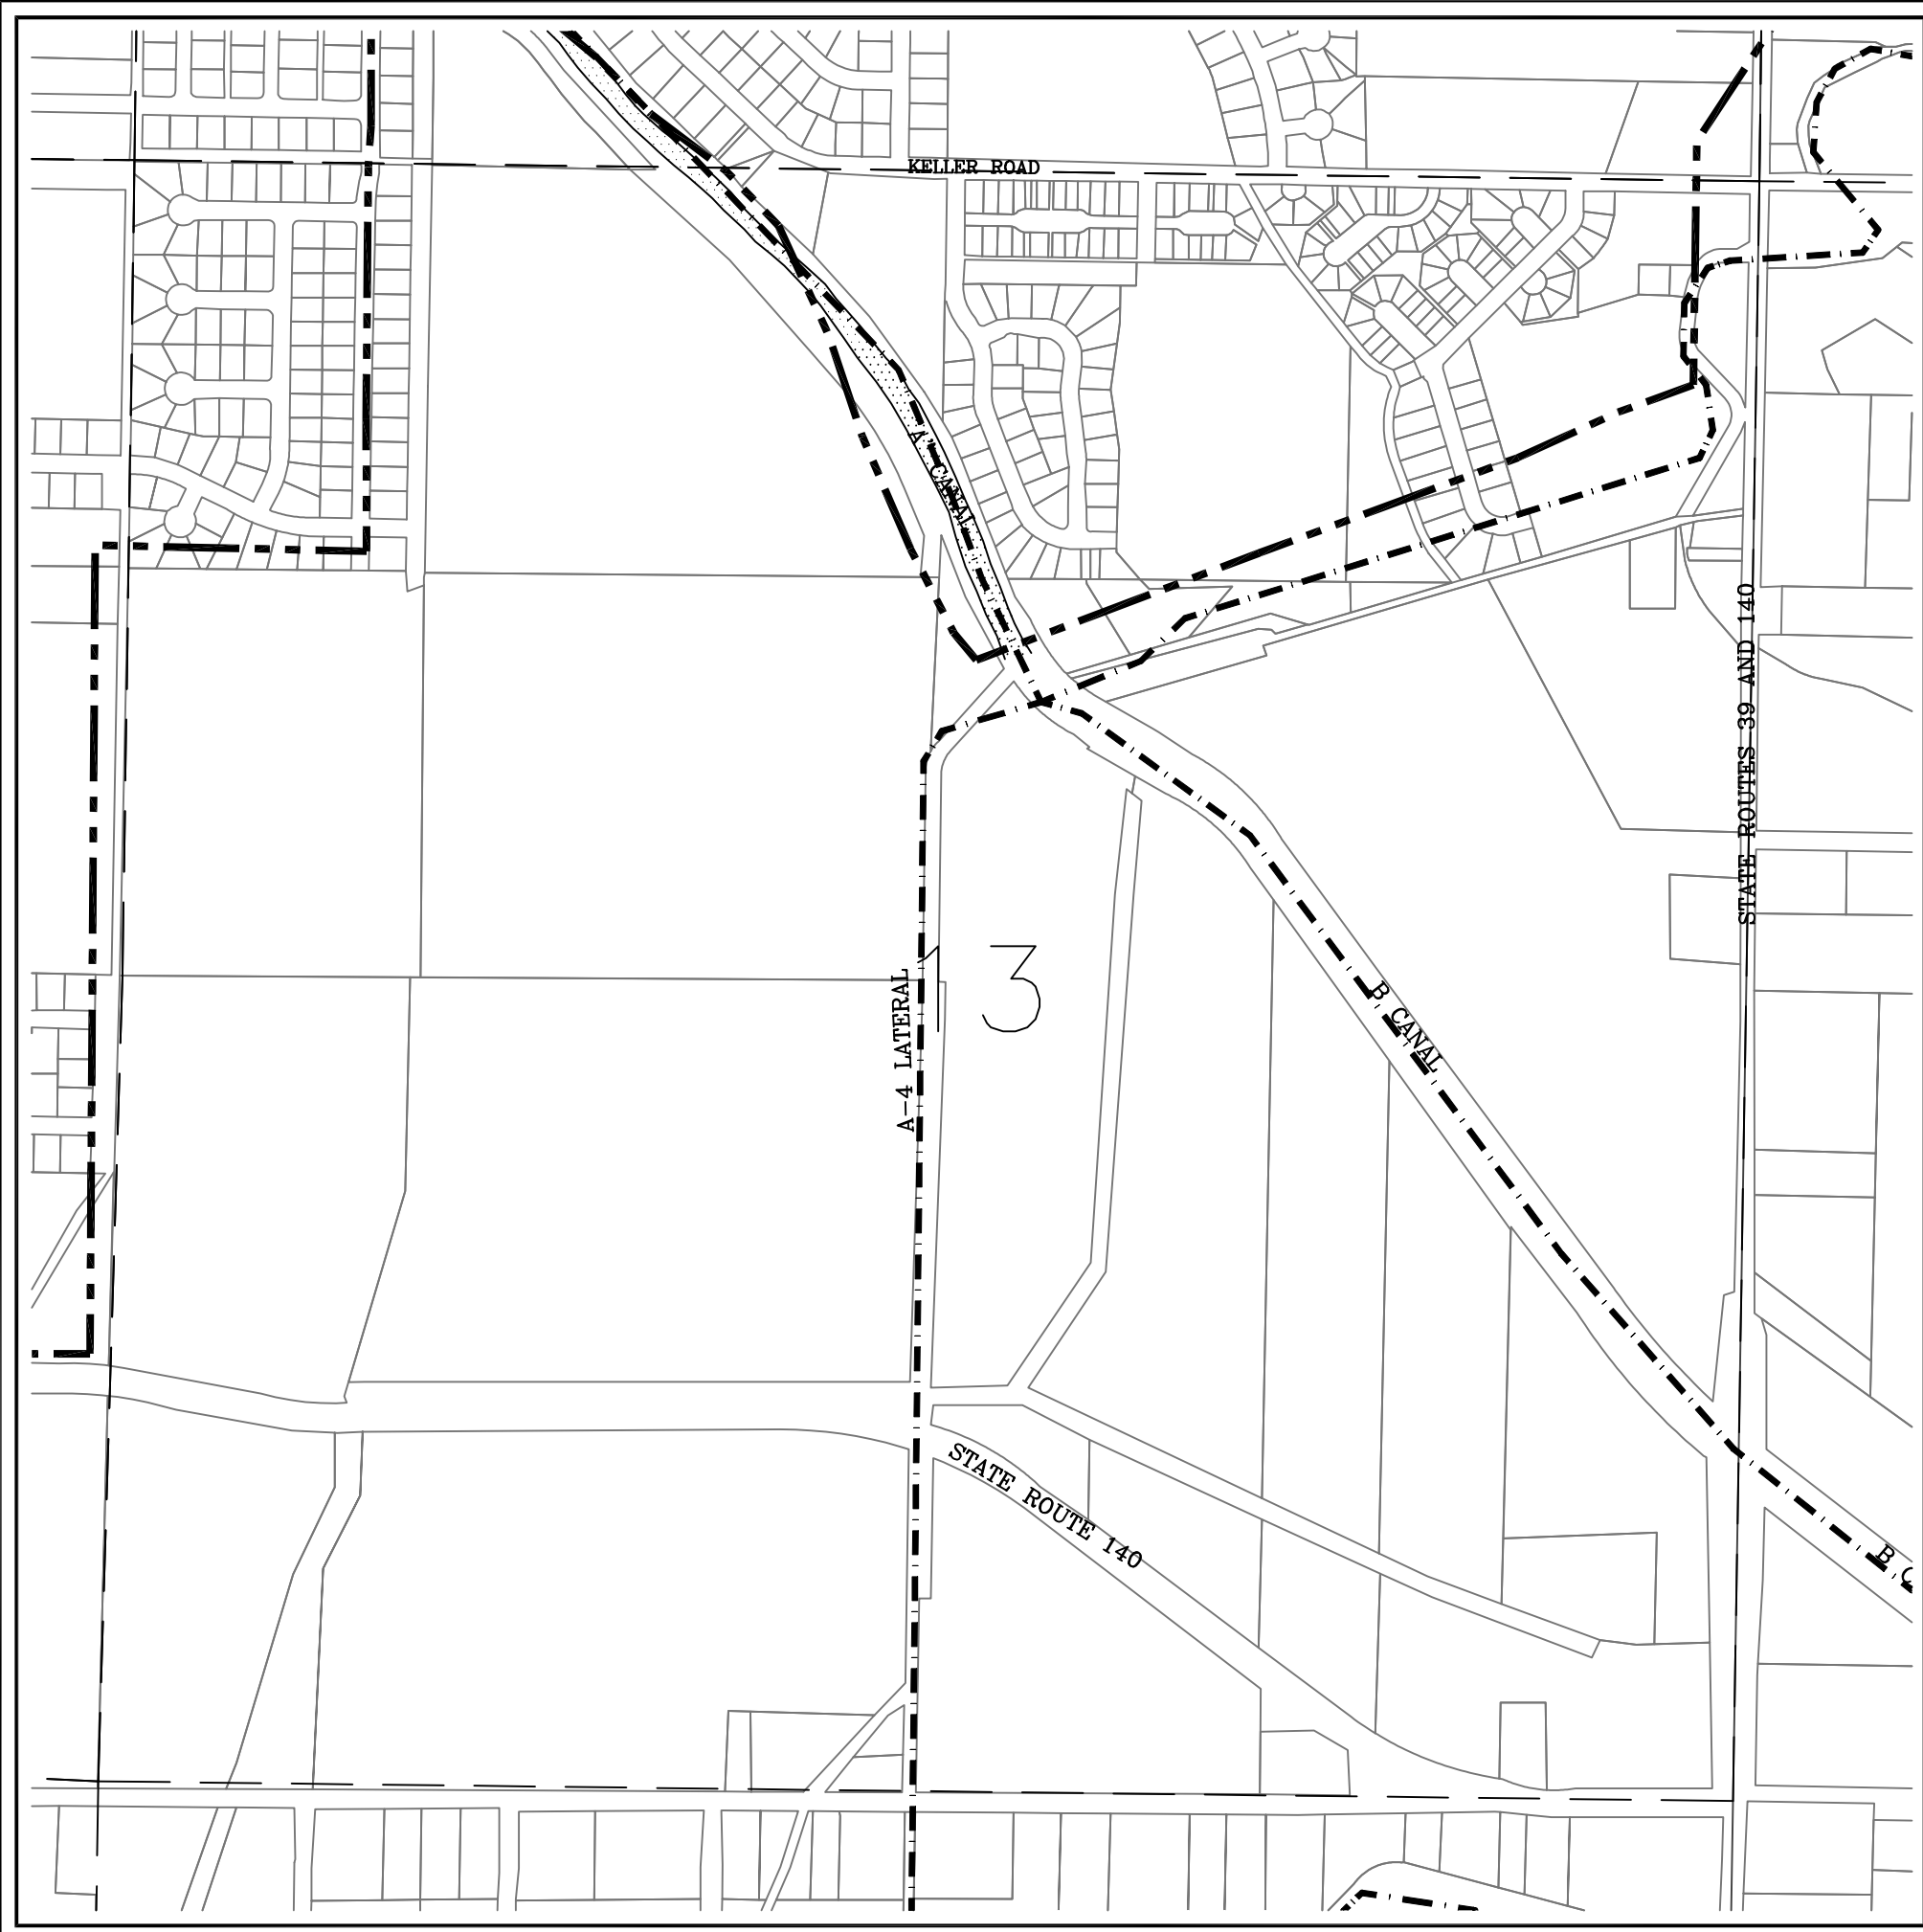 KELLER ROAD
"A" CANAL
STATE ROUTES 39 AND 140
13
A-4 LATERAL
B CANAL
STATE ROUTE 140
B C